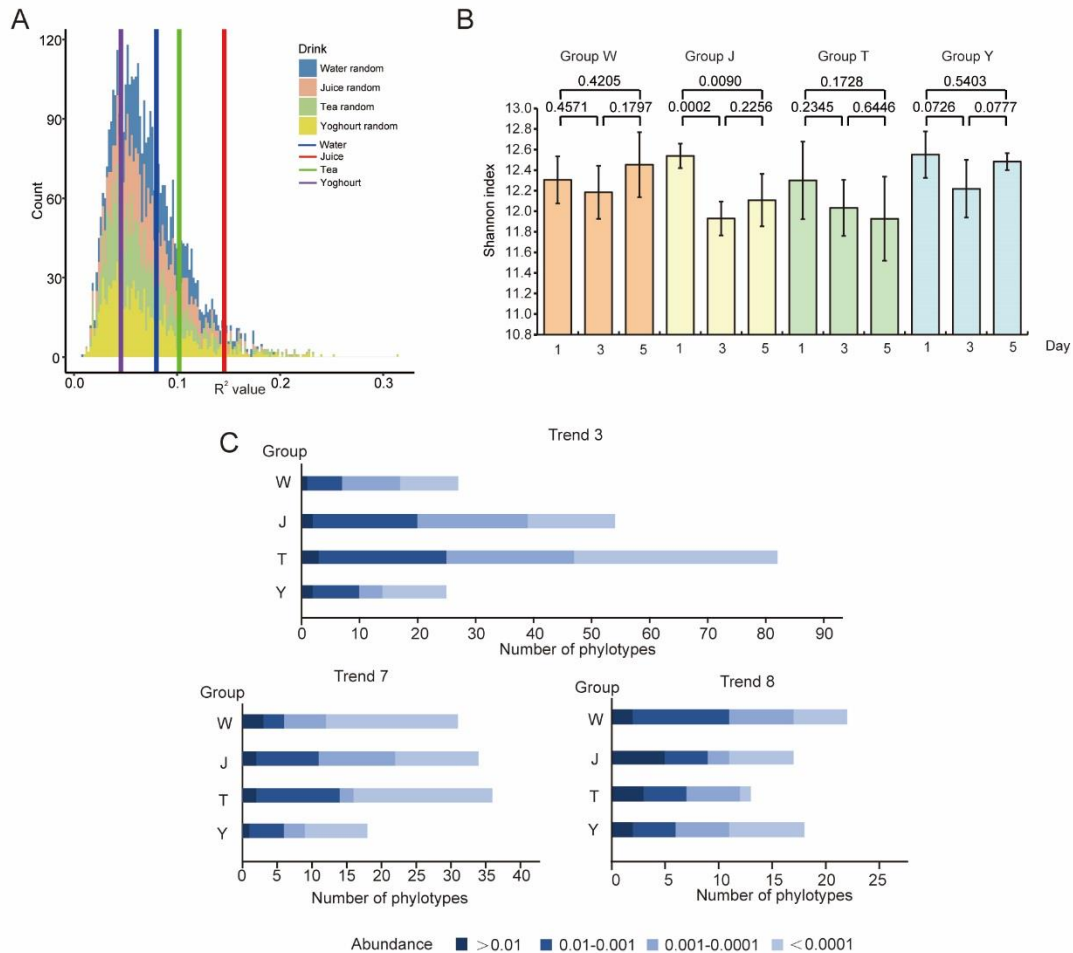 A
Drink
Water random
Juice random
Tea random
Yoghourt random
Water
Juice
Tea
Yoghourt
Count
120
90
60
30
0
0.0 0.1 0.2 0.3
R² value
B
Group W Group J Group T Group Y
0.4205 0.0090 0.1728 0.5403
0.4571 0.1797 0.0002 0.2256 0.2345 0.6446 0.0726 0.0777
Shannon index
13.0
12.8
12.6
12.4
12.2
12.0
11.8
11.6
11.4
11.2
11.0
10.8
1 3 5 1 3 5 1 3 5 1 3 5 Day
C
Trend 3
Group
W
J
T
Y
0 10 20 30 40 50 60 70 80 90
Number of phylotypes
Trend 7
Group
W
J
T
Y
0 5 10 15 20 25 30 35 40
Number of phylotypes
Trend 8
Group
W
J
T
Y
0 5 10 15 20 25
Number of phylotypes
Abundance >0.01 0.01-0.001 0.001-0.0001 <0.0001